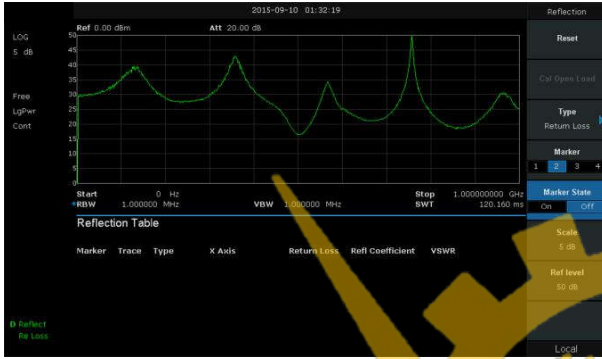 2015-09-10 01:32:19
Reflection
Ref 0.00 dBm Att 20.00 dB
LOG
5 dB
Free
LgPwr
Cont
50
45
40
35
30
25
20
15
10
5
0
Start 0 Hz Stop 1.000000000 GHz
*RBW 1.000000 MHz VBW 1.000000 MHz SWT 120.160 ms
Reflection Table
Marker Trace Type X Axis Return Loss Refl Coefficient VSWR
D Reflect
Re Loss
Reset
Cal Open Load
Type
Return Loss
Marker
1 2 3 4
Marker State
On Off
Scale
5 dB
Ref level
50 dB
Local